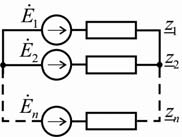 Ė₁ z₁
Ė₂ z₂
Ėₙ zₙ